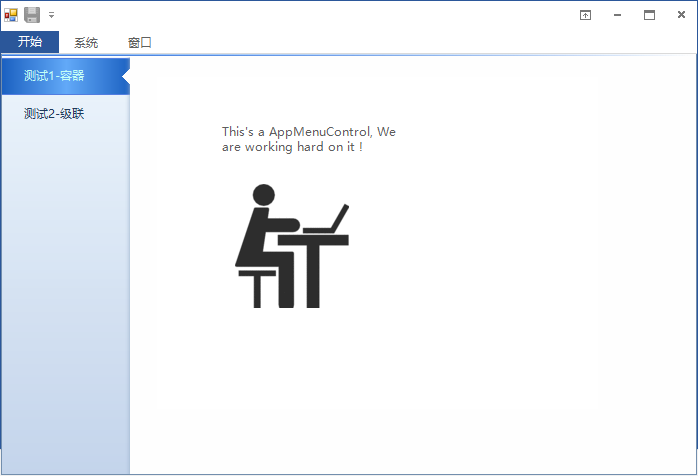 开始 系统 窗口
测试1-容器
测试2-级联
This's a AppMenuControl, We
are working hard on it !